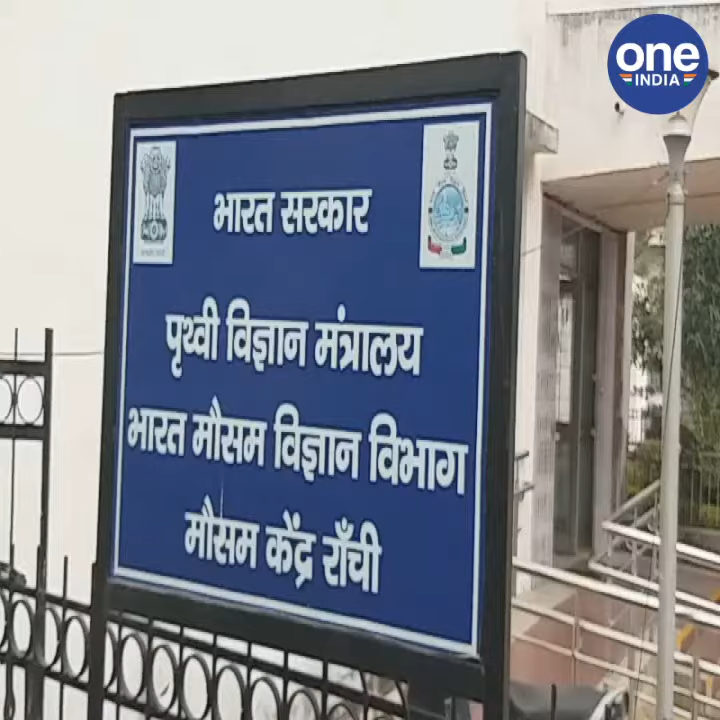 one
INDIA
भारत सरकार
पृथ्वी विज्ञान मंत्रालय
भारत मौसम विज्ञान विभाग
मौसम केंद्र राँची